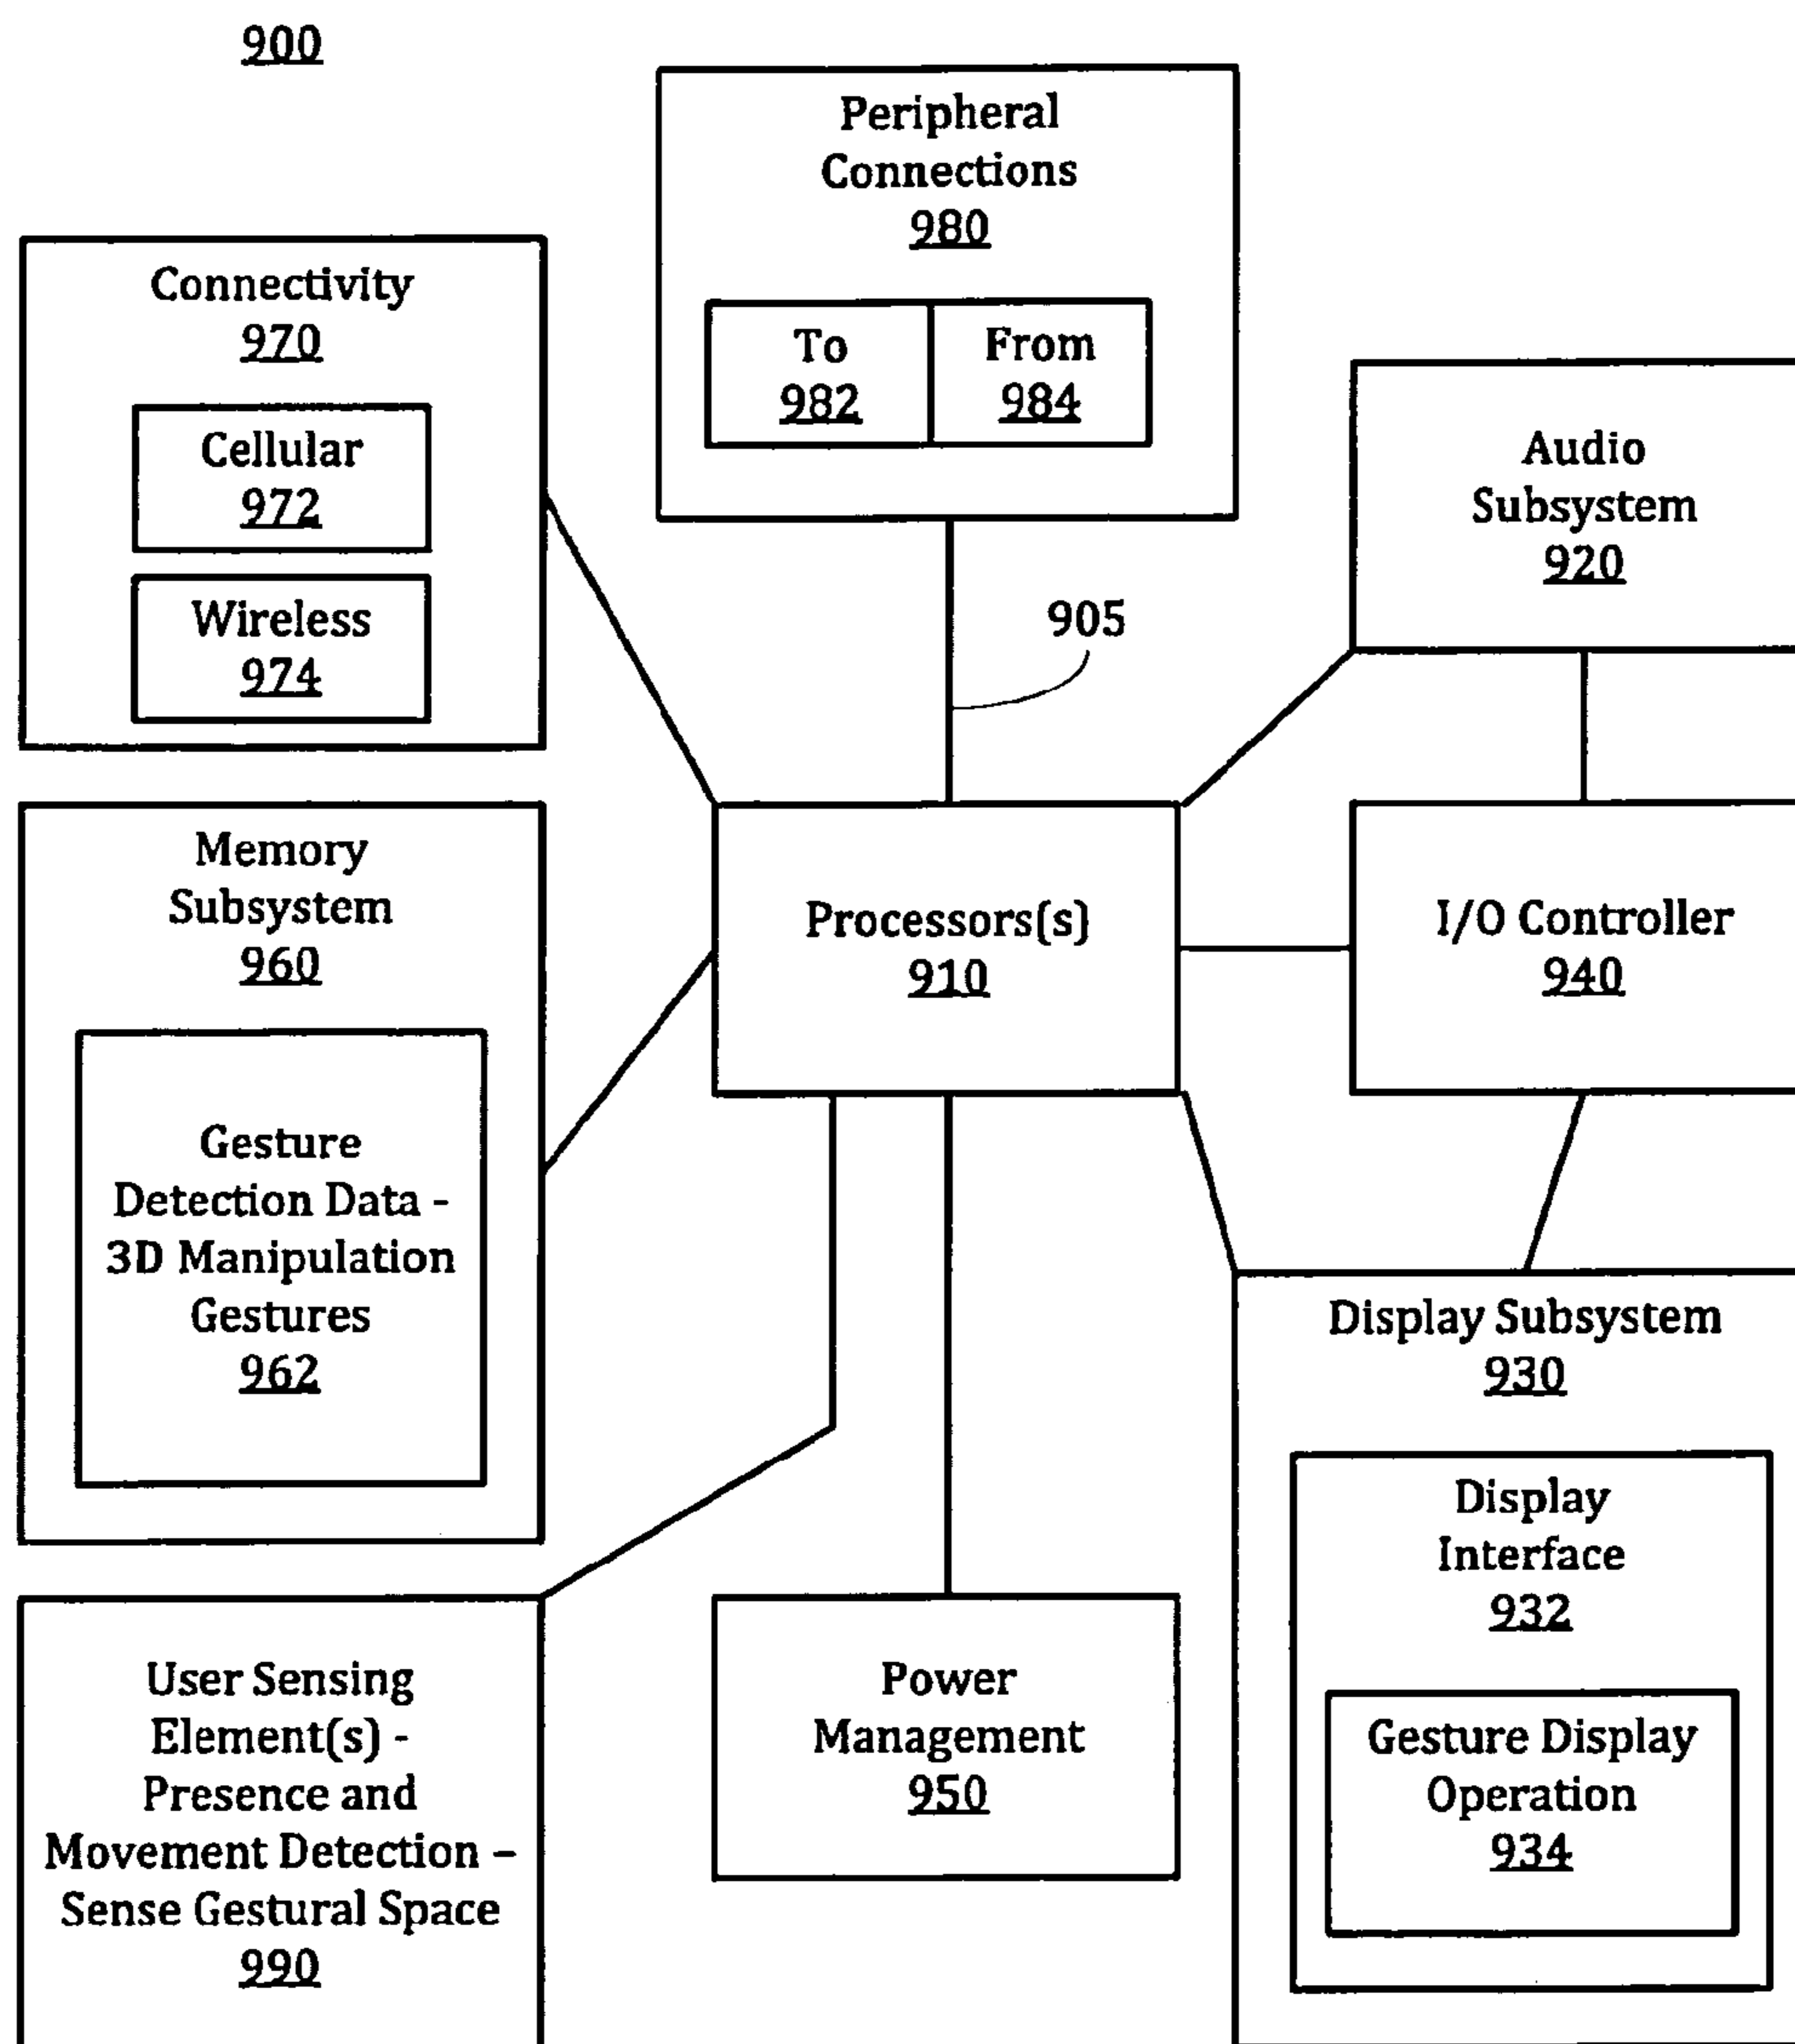 900
Peripheral
Connections
980
To
982
From
984
Connectivity
970
Cellular
972
Wireless
974
Audio
Subsystem
920
905
Memory
Subsystem
960
Gesture
Detection Data -
3D Manipulation
Gestures
962
Processors(s)
910
I/O Controller
940
Display Subsystem
930
Display
Interface
932
Gesture Display
Operation
934
User Sensing
Element(s) -
Presence and
Movement Detection –
Sense Gestural Space
990
Power
Management
950